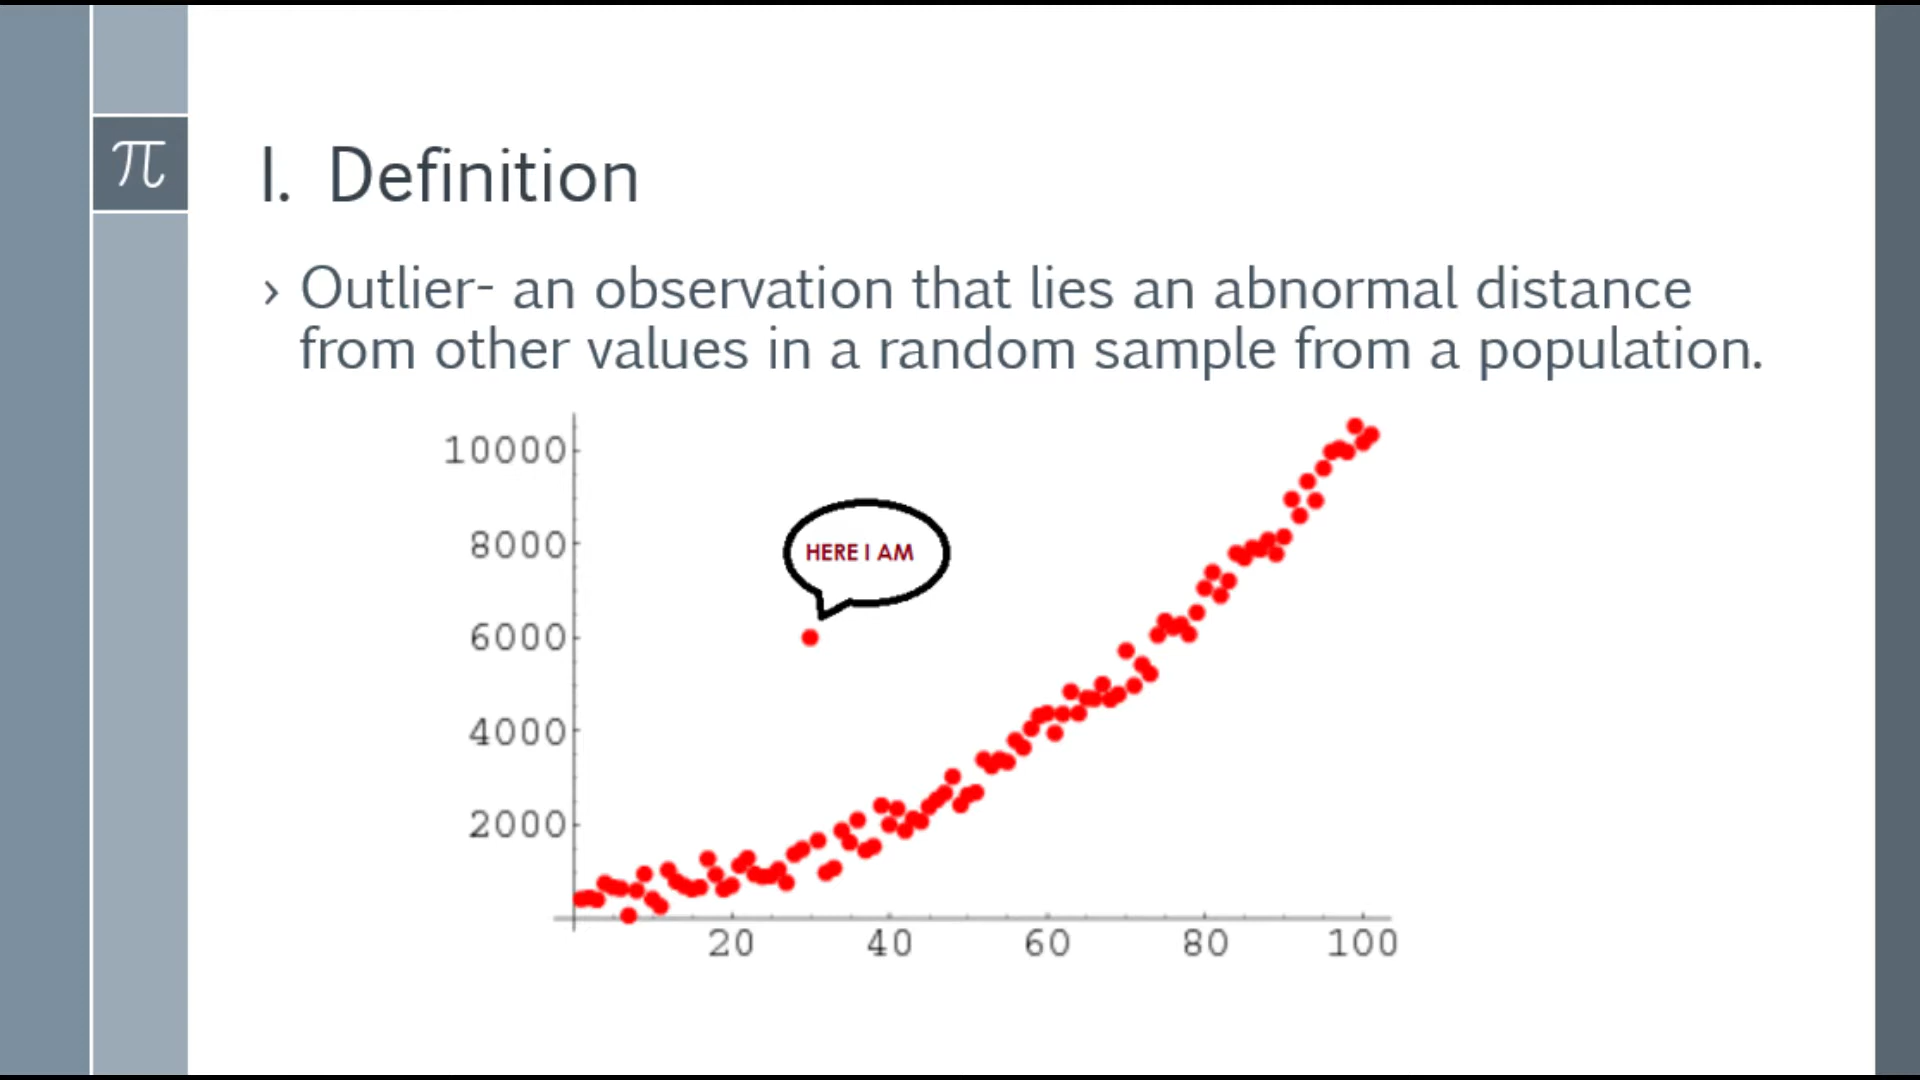 π
I. Definition
› Outlier- an observation that lies an abnormal distance
from other values in a random sample from a population.
10000
8000
HERE I AM
6000
4000
2000
20 40 60 80 100